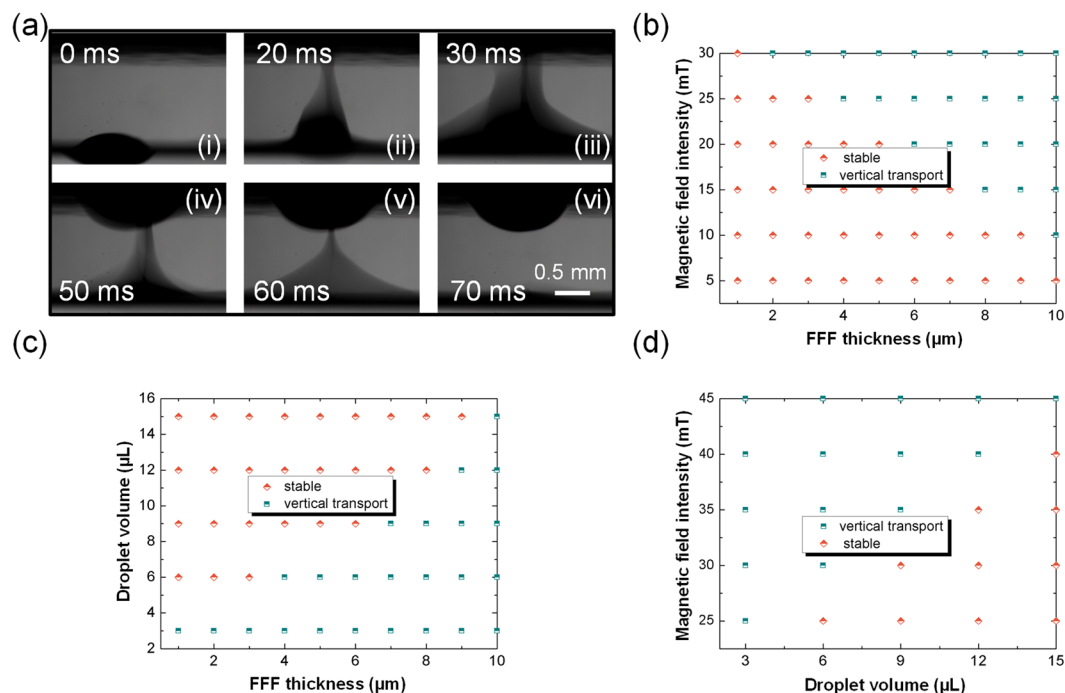 (a)
0 ms
20 ms
30 ms
(i)
(ii)
(iii)
(iv)
(v)
(vi)
50 ms
60 ms
70 ms
0.5 mm
(b)
Magnetic field intensity (mT)
30
25
20
15
10
5
stable
vertical transport
2
4
6
8
10
FFF thickness (μm)
(c)
Droplet volume (μL)
16
14
12
10
8
6
4
2
stable
vertical transport
2
4
6
8
10
FFF thickness (μm)
(d)
Magnetic field intensity (mT)
45
40
35
30
25
vertical transport
stable
3
6
9
12
15
Droplet volume (μL)